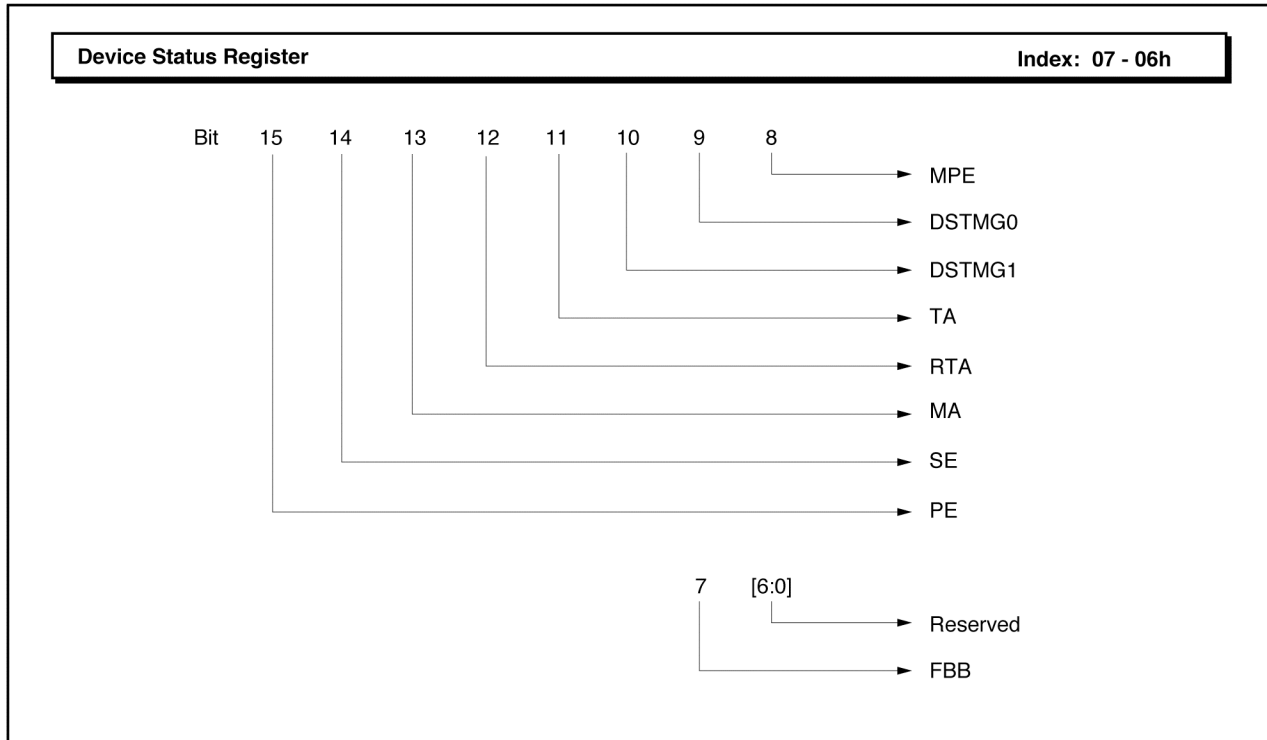 Device Status Register Index: 07 - 06h
Bit 15 14 13 12 11 10 9 8
MPE
DSTMG0
DSTMG1
TA
RTA
MA
SE
PE
7 [6:0]
Reserved
FBB